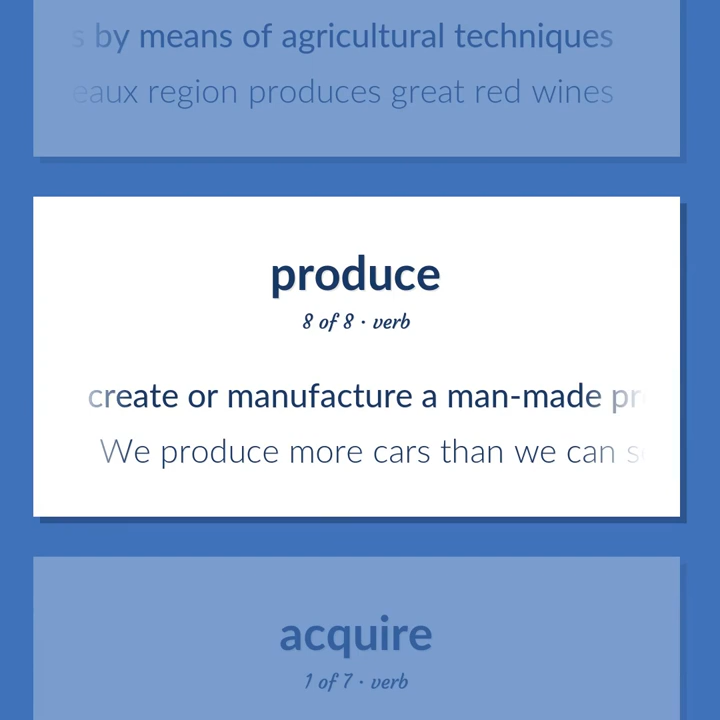 by means of agricultural techniques
region produces great red wines
produce
8 of 8 · verb
create or manufacture a man-made
We produce more cars than we can
acquire
1 of 7 · verb